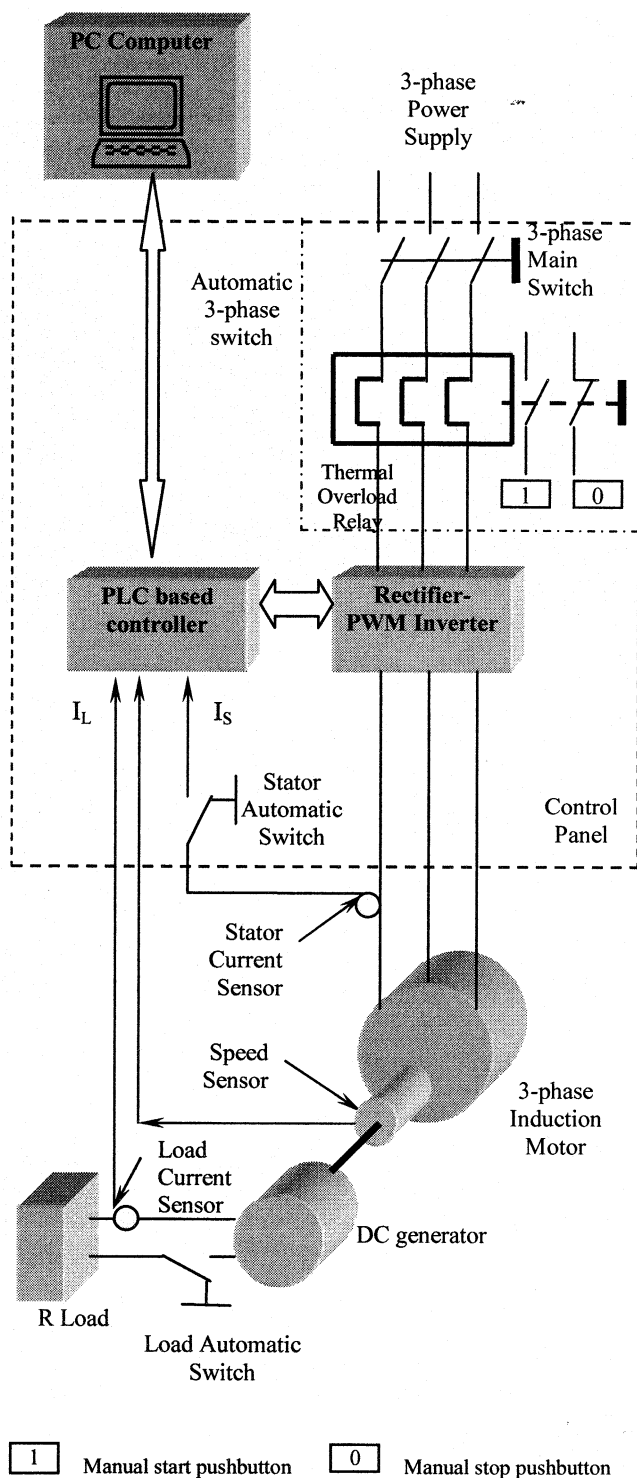 PC Computer
3-phase
Power
Supply
3-phase
Main
Switch
Automatic
3-phase
switch
Thermal
Overload
Relay
1
0
PLC based
controller
Rectifier-
PWM Inverter
I_L
I_S
Stator
Automatic
Switch
Control
Panel
Stator
Current
Sensor
Speed
Sensor
3-phase
Induction
Motor
Load
Current
Sensor
DC generator
R Load
Load Automatic
Switch
1 Manual start pushbutton 0 Manual stop pushbutton